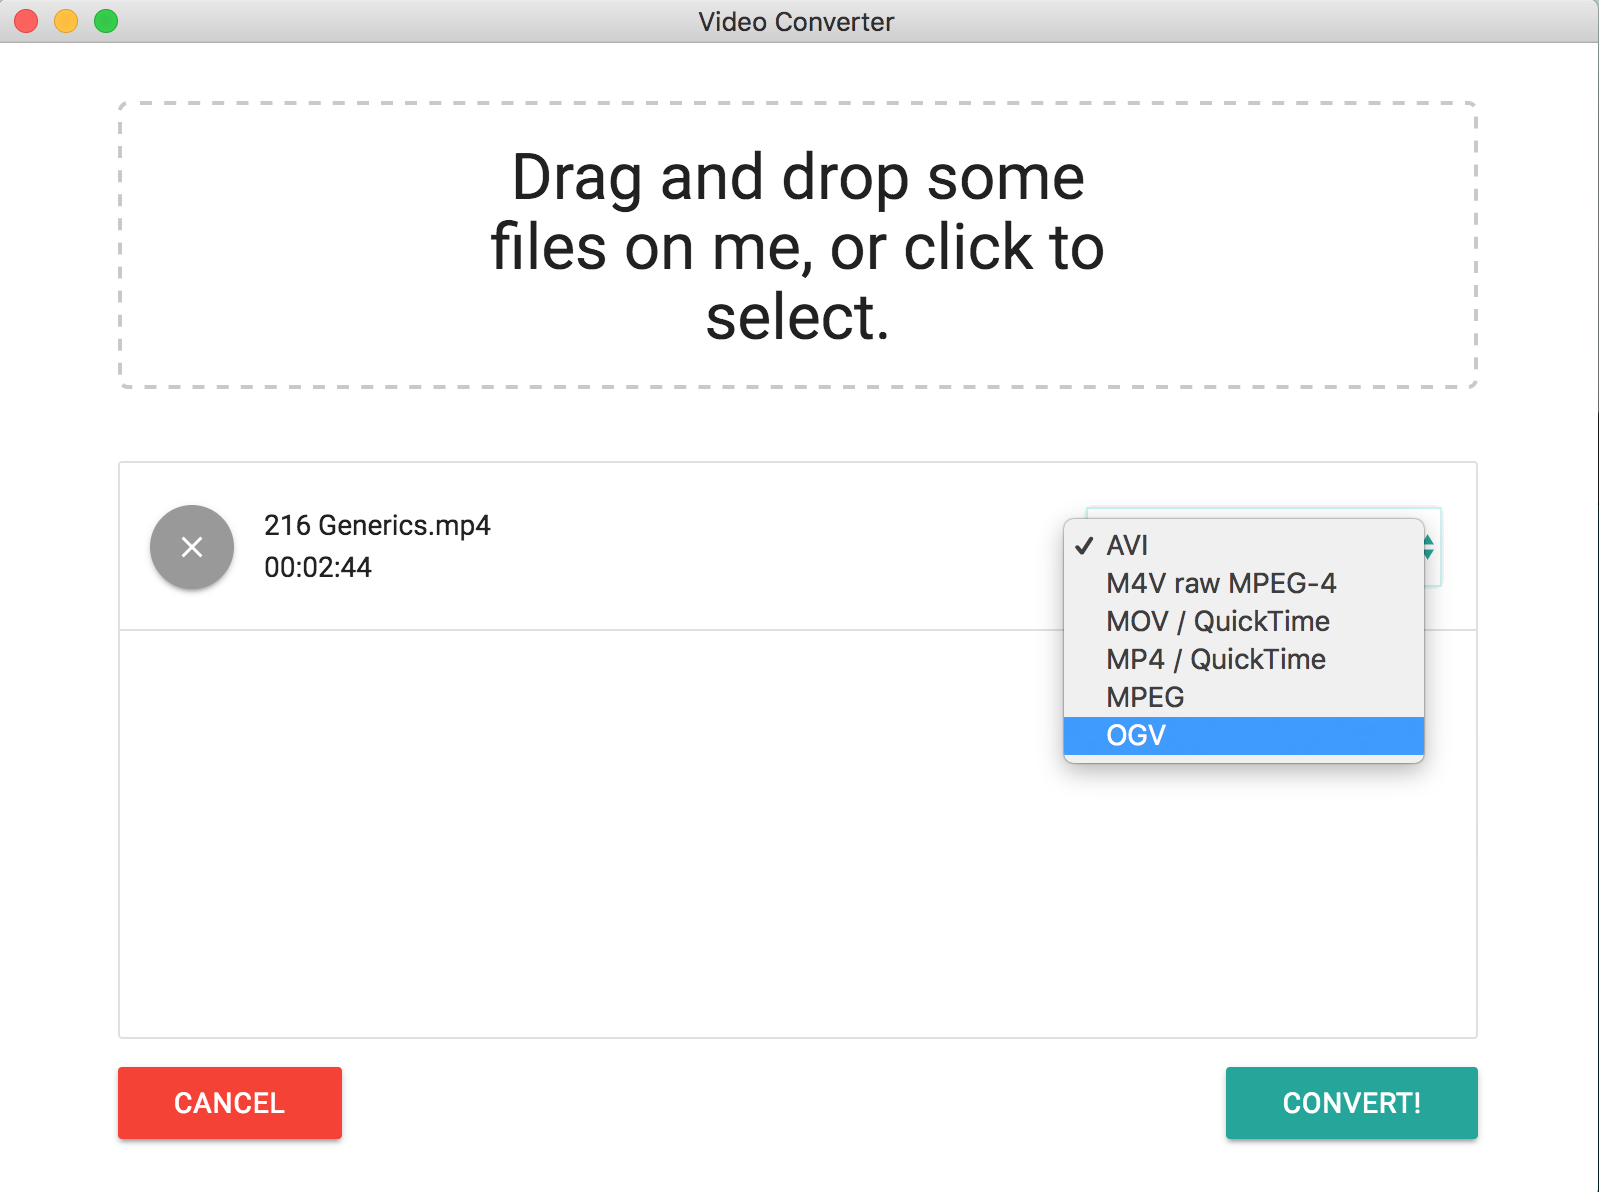 Video Converter
Drag and drop some
files on me, or click to
select.
216 Generics.mp4
00:02:44
AVI
M4V raw MPEG-4
MOV / QuickTime
MP4 / QuickTime
MPEG
OGV
CANCEL
CONVERT!